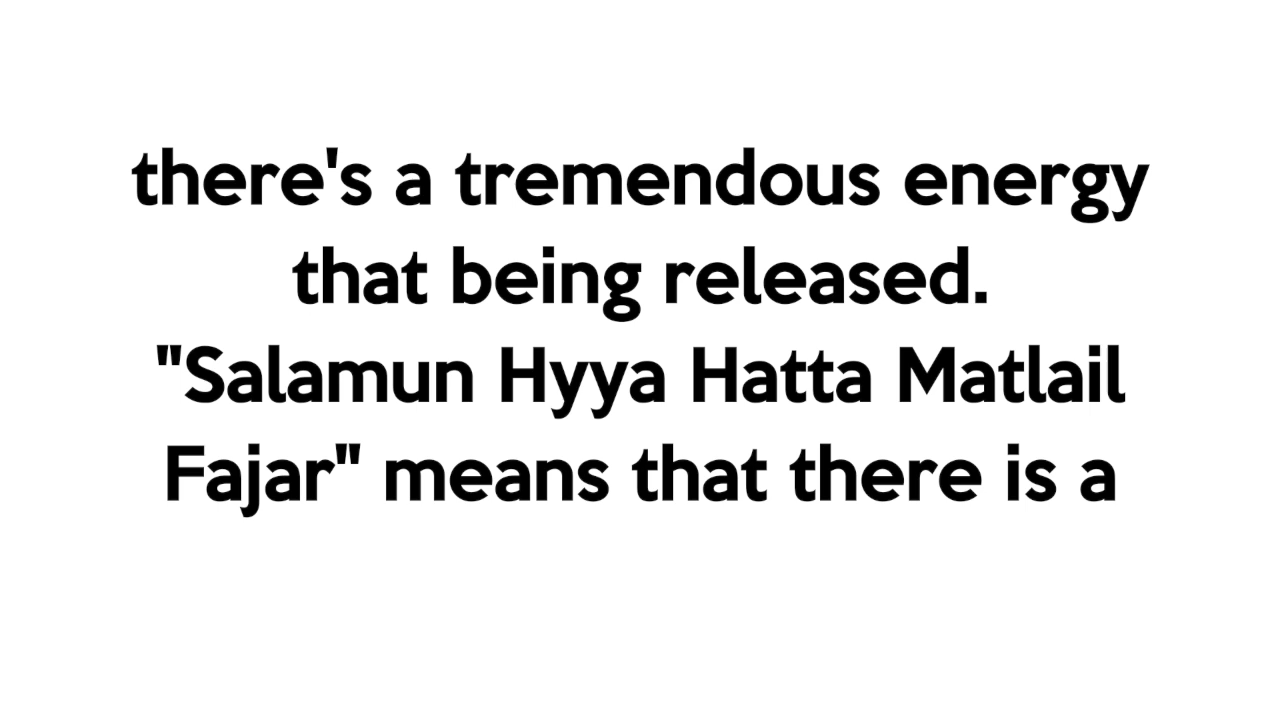 there's a tremendous energy
that being released.
"Salamun Hyya Hatta Matlail
Fajar" means that there is a